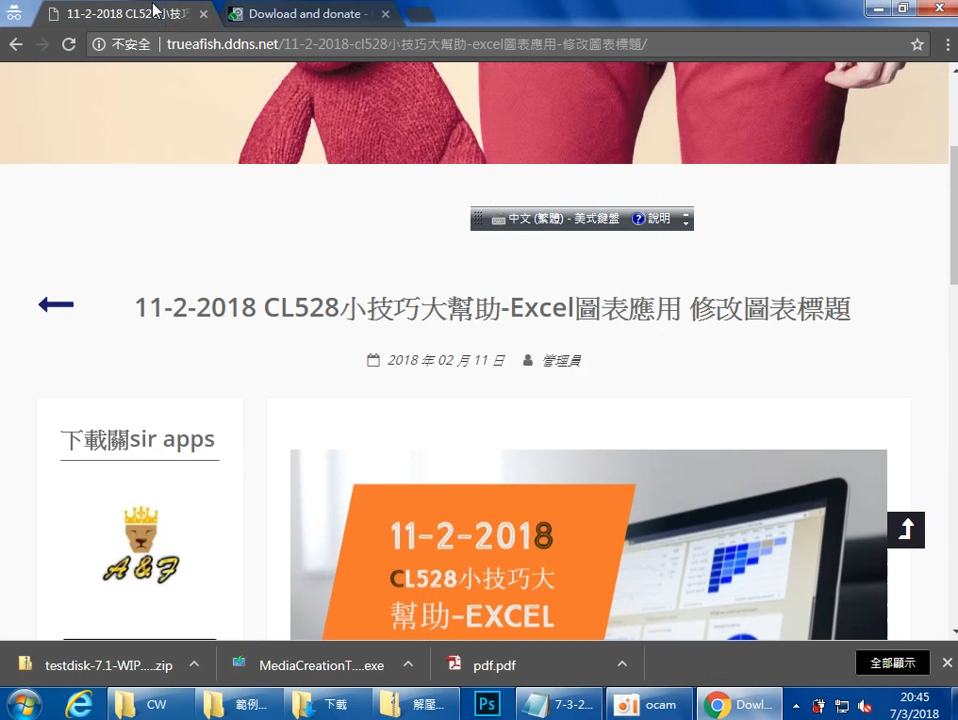 11-2-2018 CL528小技巧
Dowload and donate -
不安全 | trueafish.ddns.net/11-2-2018-cl528小技巧大幫助-excel圖表應用-修改圖表標題/
中文 (繁體) - 美式鍵盤 說明
11-2-2018 CL528小技巧大幫助-Excel圖表應用 修改圖表標題
2018 年 02 月 11 日 管理員
下載關sir apps
A & F
11-2-2018
CL528小技巧大
幫助-EXCEL
testdisk-7.1-WIP.....zip
MediaCreationT....exe
pdf.pdf
全部顯示
CW
範例...
下載
解壓...
Ps
7-3-2...
ocam
Dowl...
20:45
7/3/2018